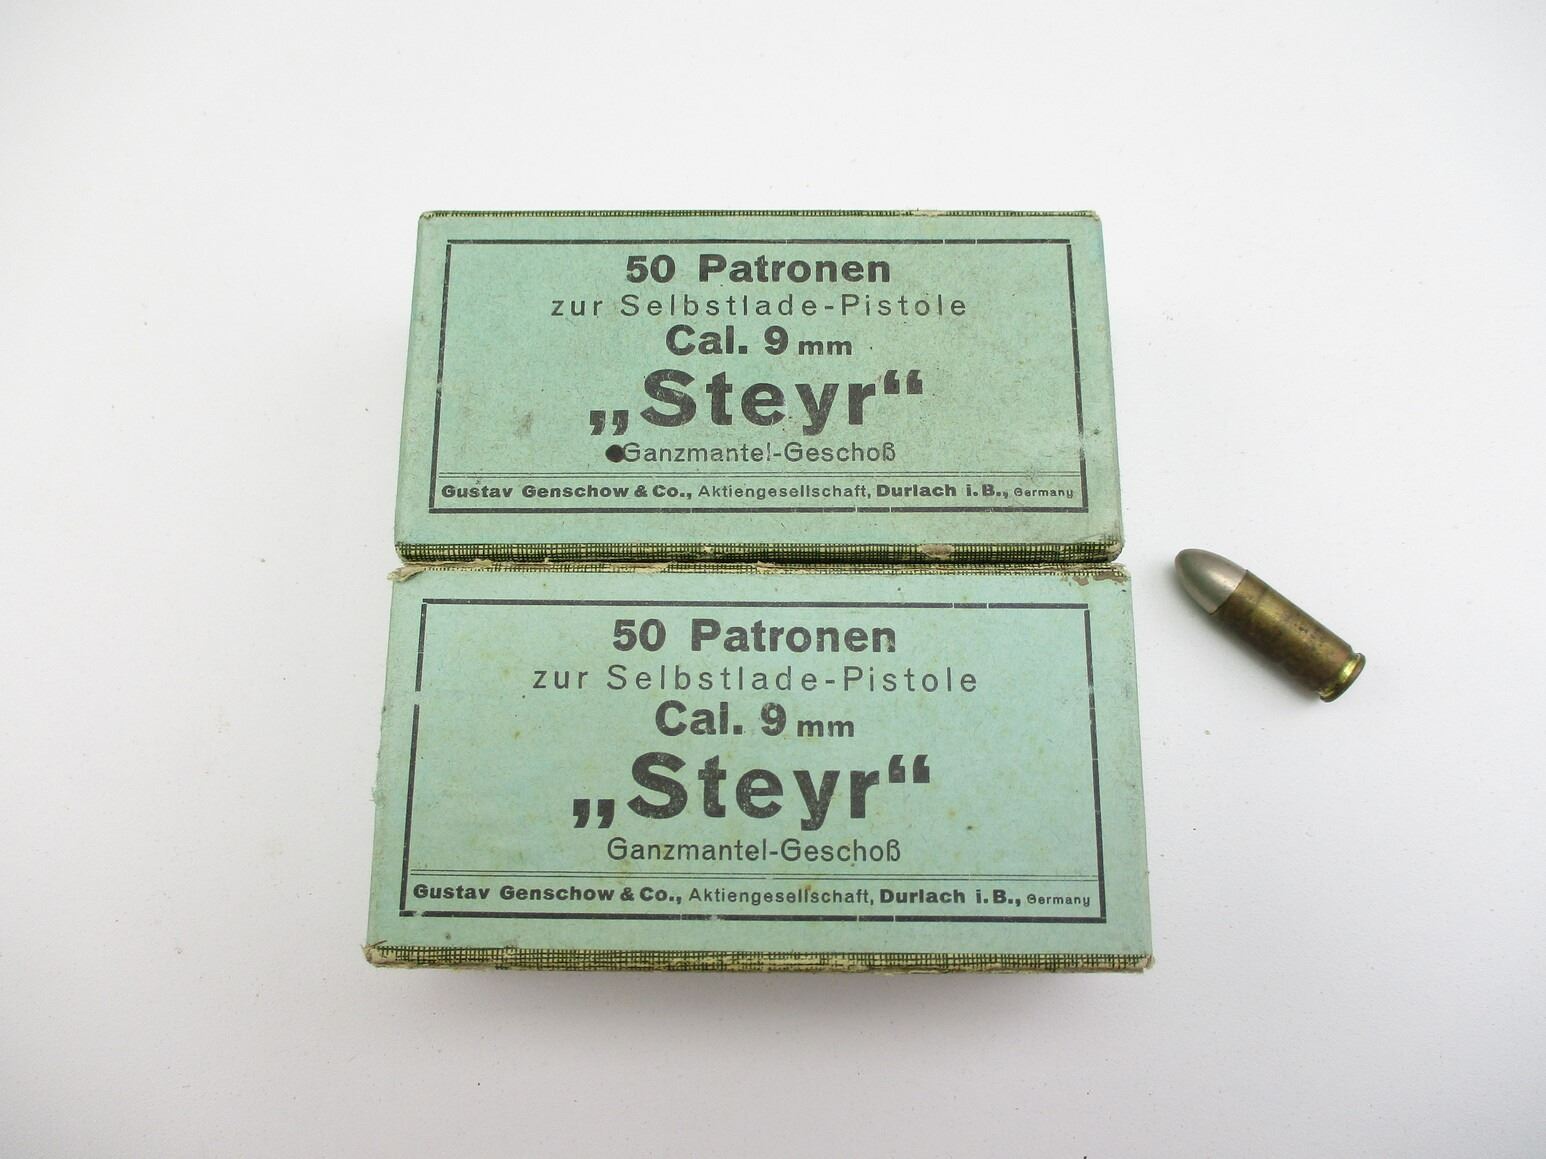 50 Patronen
zur Selbstlade-Pistole
Cal. 9 mm
„Steyr“
Ganzmantel-Geschoß
Gustav Genschow & Co., Aktiengesellschaft, Durlach i. B., Germany
50 Patronen
zur Selbstlade-Pistole
Cal. 9 mm
„Steyr“
Ganzmantel-Geschoß
Gustav Genschow & Co., Aktiengesellschaft, Durlach i. B., Germany